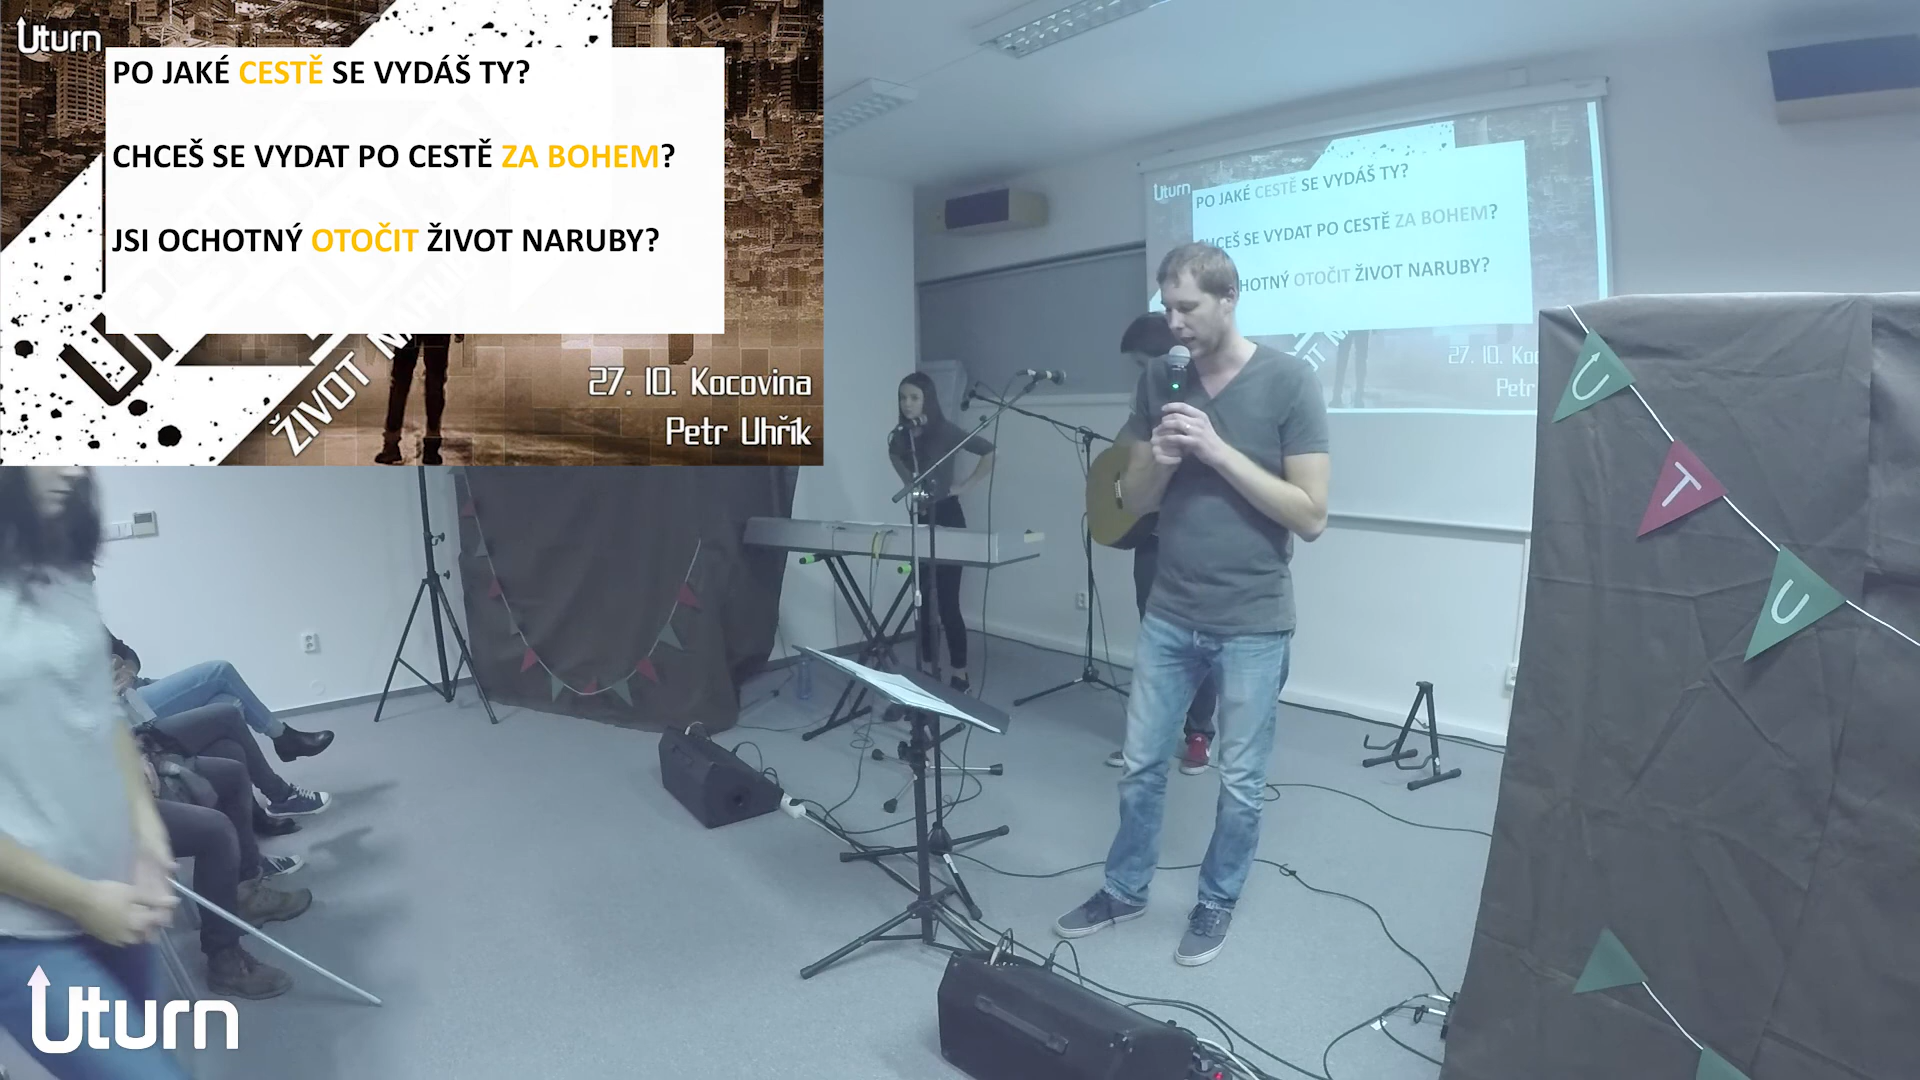 Uturn
PO JAKÉ CESTĚ SE VYDÁŠ TY?
CHCEŠ SE VYDAT PO CESTĚ ZA BOHEM?
JSI OCHOTNÝ OTOČIT ŽIVOT NARUBY?
ŽIVOT
27. 10. Kocovina
Petr Uhřík
Uturn
PO JAKÉ CESTĚ SE VYDÁŠ TY?
SE VYDAT PO CESTĚ ZA BOHEM?
OTOČIT ŽIVOT NARUBY?
27. 10.
Petr
U
T
U
Uturn